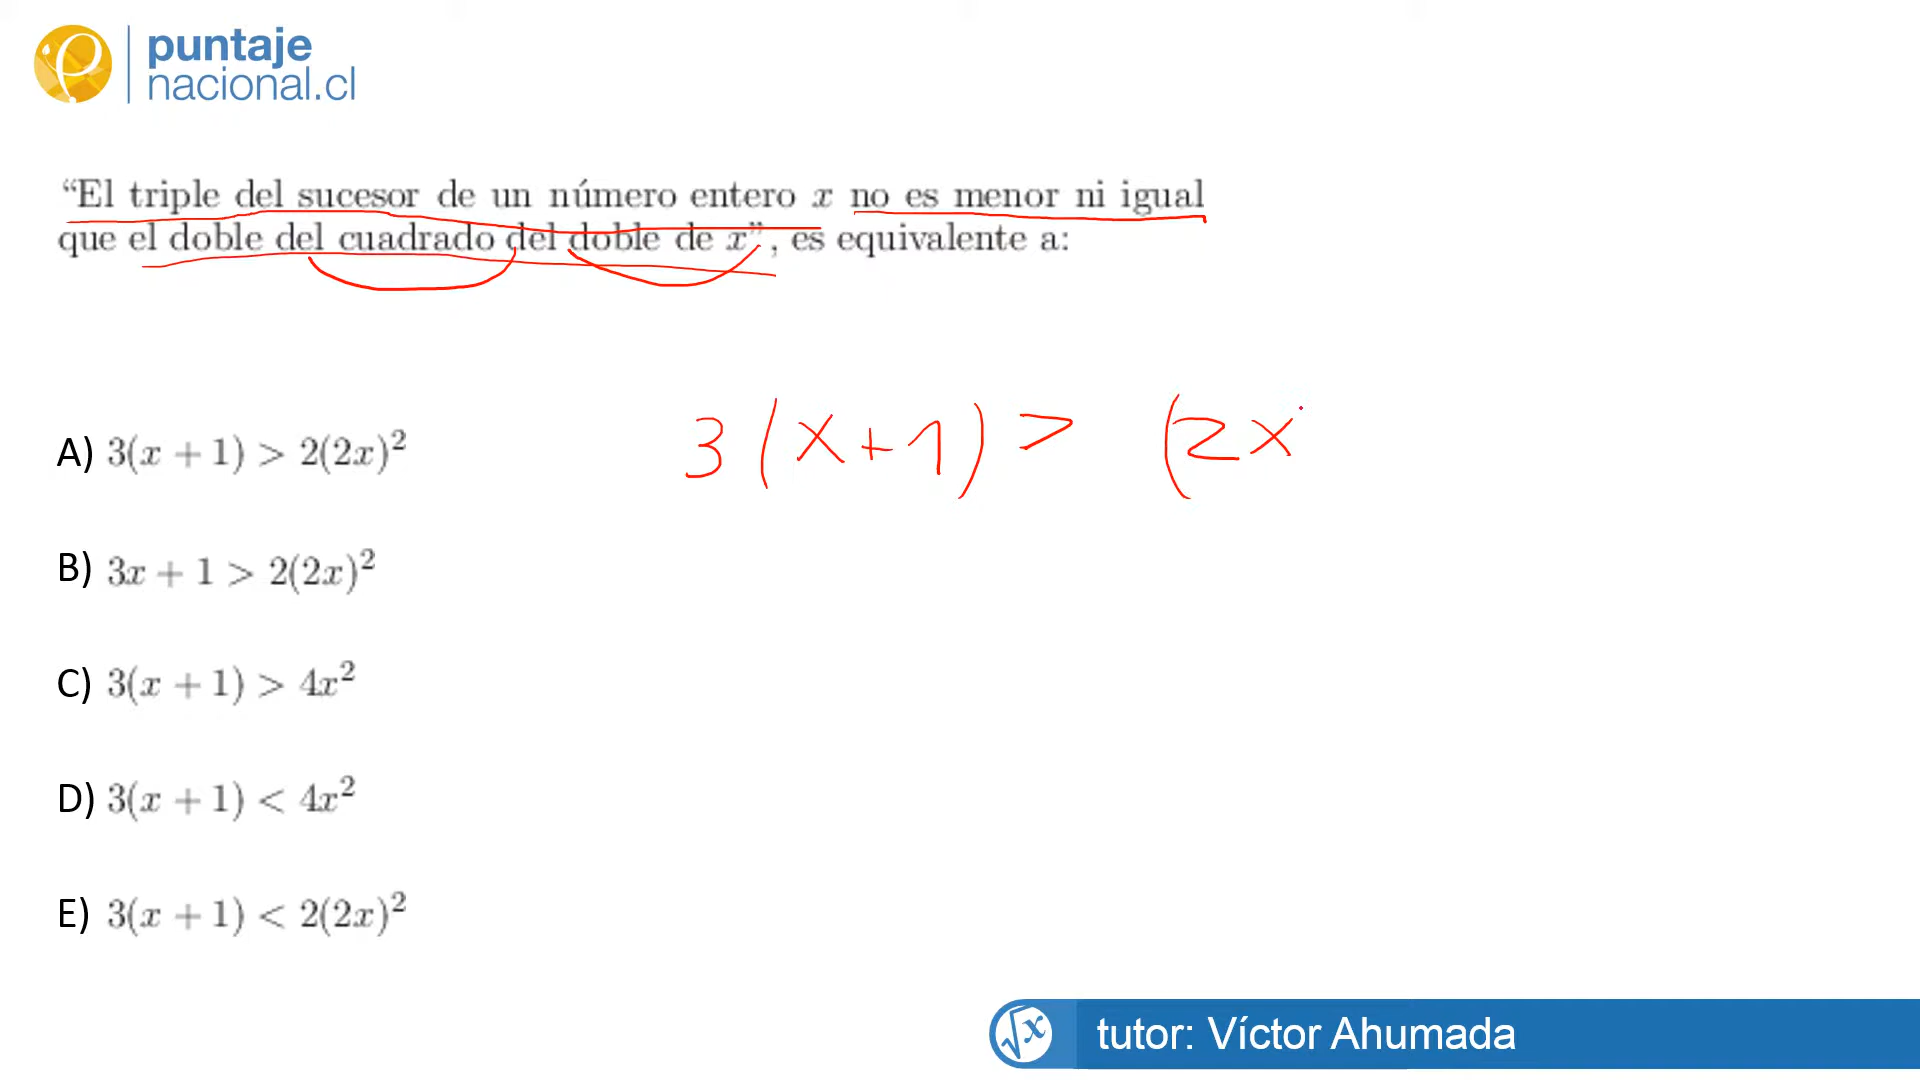 puntaje
nacional.cl
“El triple del sucesor de un número entero x no es menor ni igual
que el doble del cuadrado del doble de x”, es equivalente a:
3(x+1) > (2x
A) 3(x + 1) > 2(2x)²
B) 3x + 1 > 2(2x)²
C) 3(x + 1) > 4x²
D) 3(x + 1) < 4x²
E) 3(x + 1) < 2(2x)²
√x tutor: Víctor Ahumada